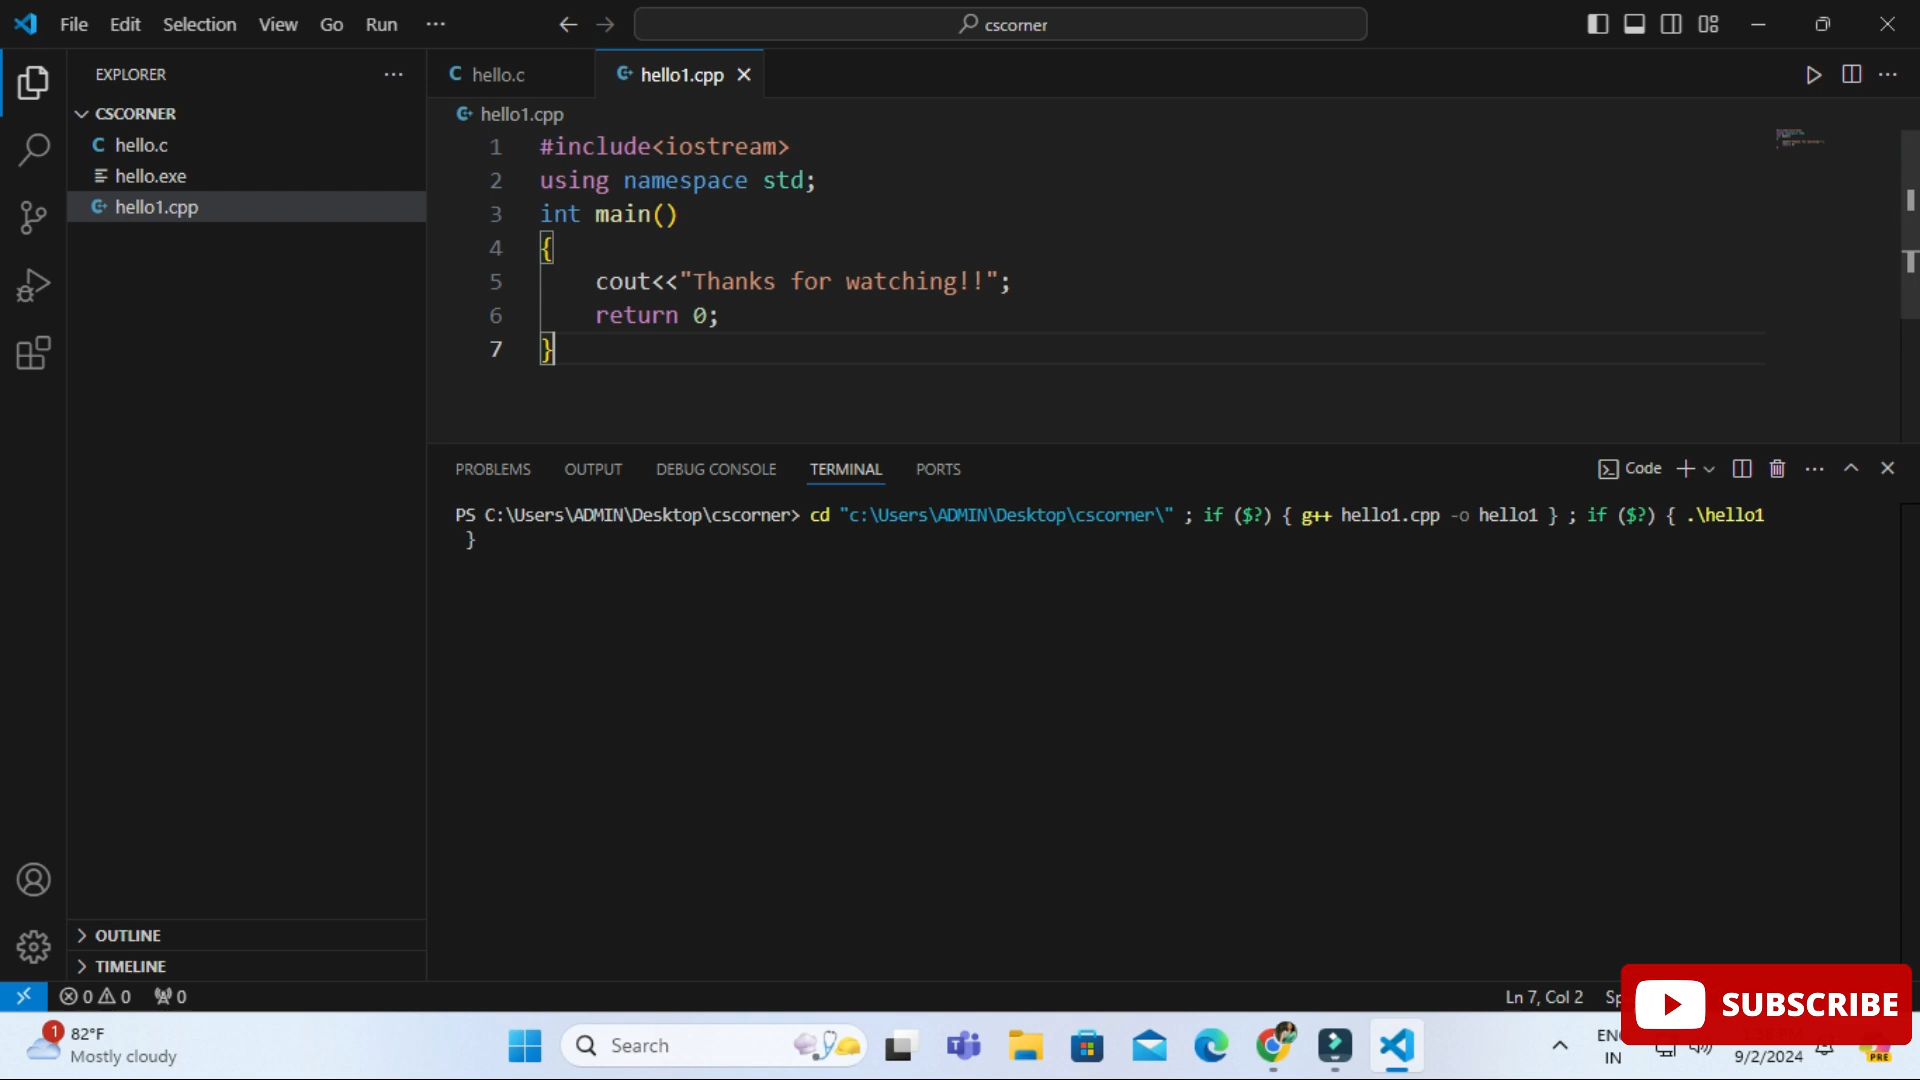 File Edit Selection View Go Run ··· cscorner
EXPLORER ···
CSCORNER
hello.c
hello.exe
hello1.cpp
OUTLINE
TIMELINE
hello.c hello1.cpp
hello1.cpp
1 #include<iostream>
2 using namespace std;
3 int main()
4 {
5 cout<<"Thanks for watching!!";
6 return 0;
7 }
PROBLEMS OUTPUT DEBUG CONSOLE TERMINAL PORTS Code
PS C:\Users\ADMIN\Desktop\cscorner> cd "c:\Users\ADMIN\Desktop\cscorner\" ; if ($?) { g++ hello1.cpp -o hello1 } ; if ($?) { .\hello1
}
0 0 0 Ln 7, Col 2
SUBSCRIBE
1 82°F
Mostly cloudy
Search
IN
9/2/2024
PRE